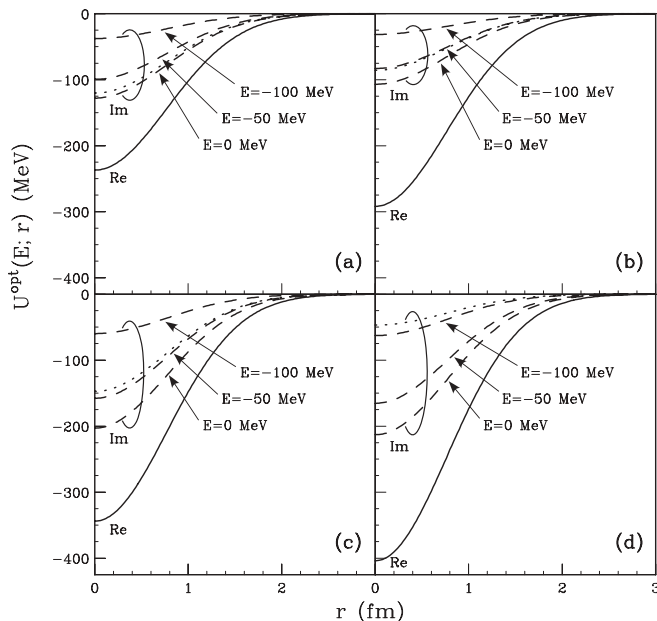 0
−100
−200
−300
−400
U^opt(E; r) (MeV)
E=−100 MeV
E=−50 MeV
E=0 MeV
Im
Re
(a)
E=−100 MeV
E=−50 MeV
E=0 MeV
Im
Re
(b)
0
−100
−200
−300
−400
E=−100 MeV
E=−50 MeV
E=0 MeV
Im
Re
(c)
E=−100 MeV
E=−50 MeV
E=0 MeV
Im
Re
(d)
0 1 2 0 1 2 3
r (fm)